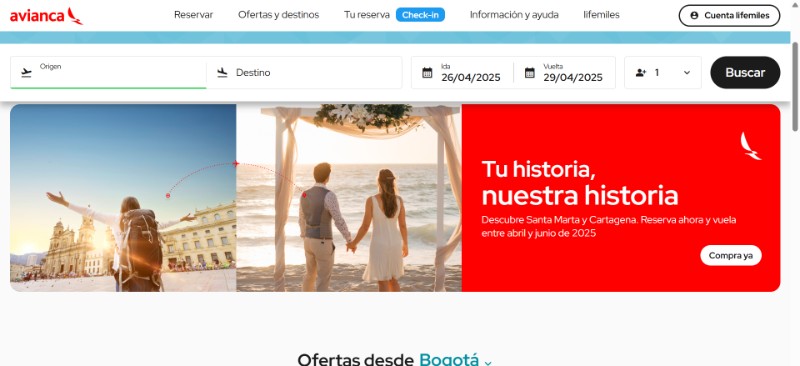 avianca
Reservar
Ofertas y destinos
Tu reserva
Check-in
Información y ayuda
lifemiles
Cuenta lifemiles
Origen
Destino
Ida
26/04/2025
Vuelta
29/04/2025
1
Buscar
Tu historia,
nuestra historia
Descubre Santa Marta y Cartagena. Reserva ahora y vuela
entre abril y junio de 2025
Compra ya
Ofertas desde Bogotá